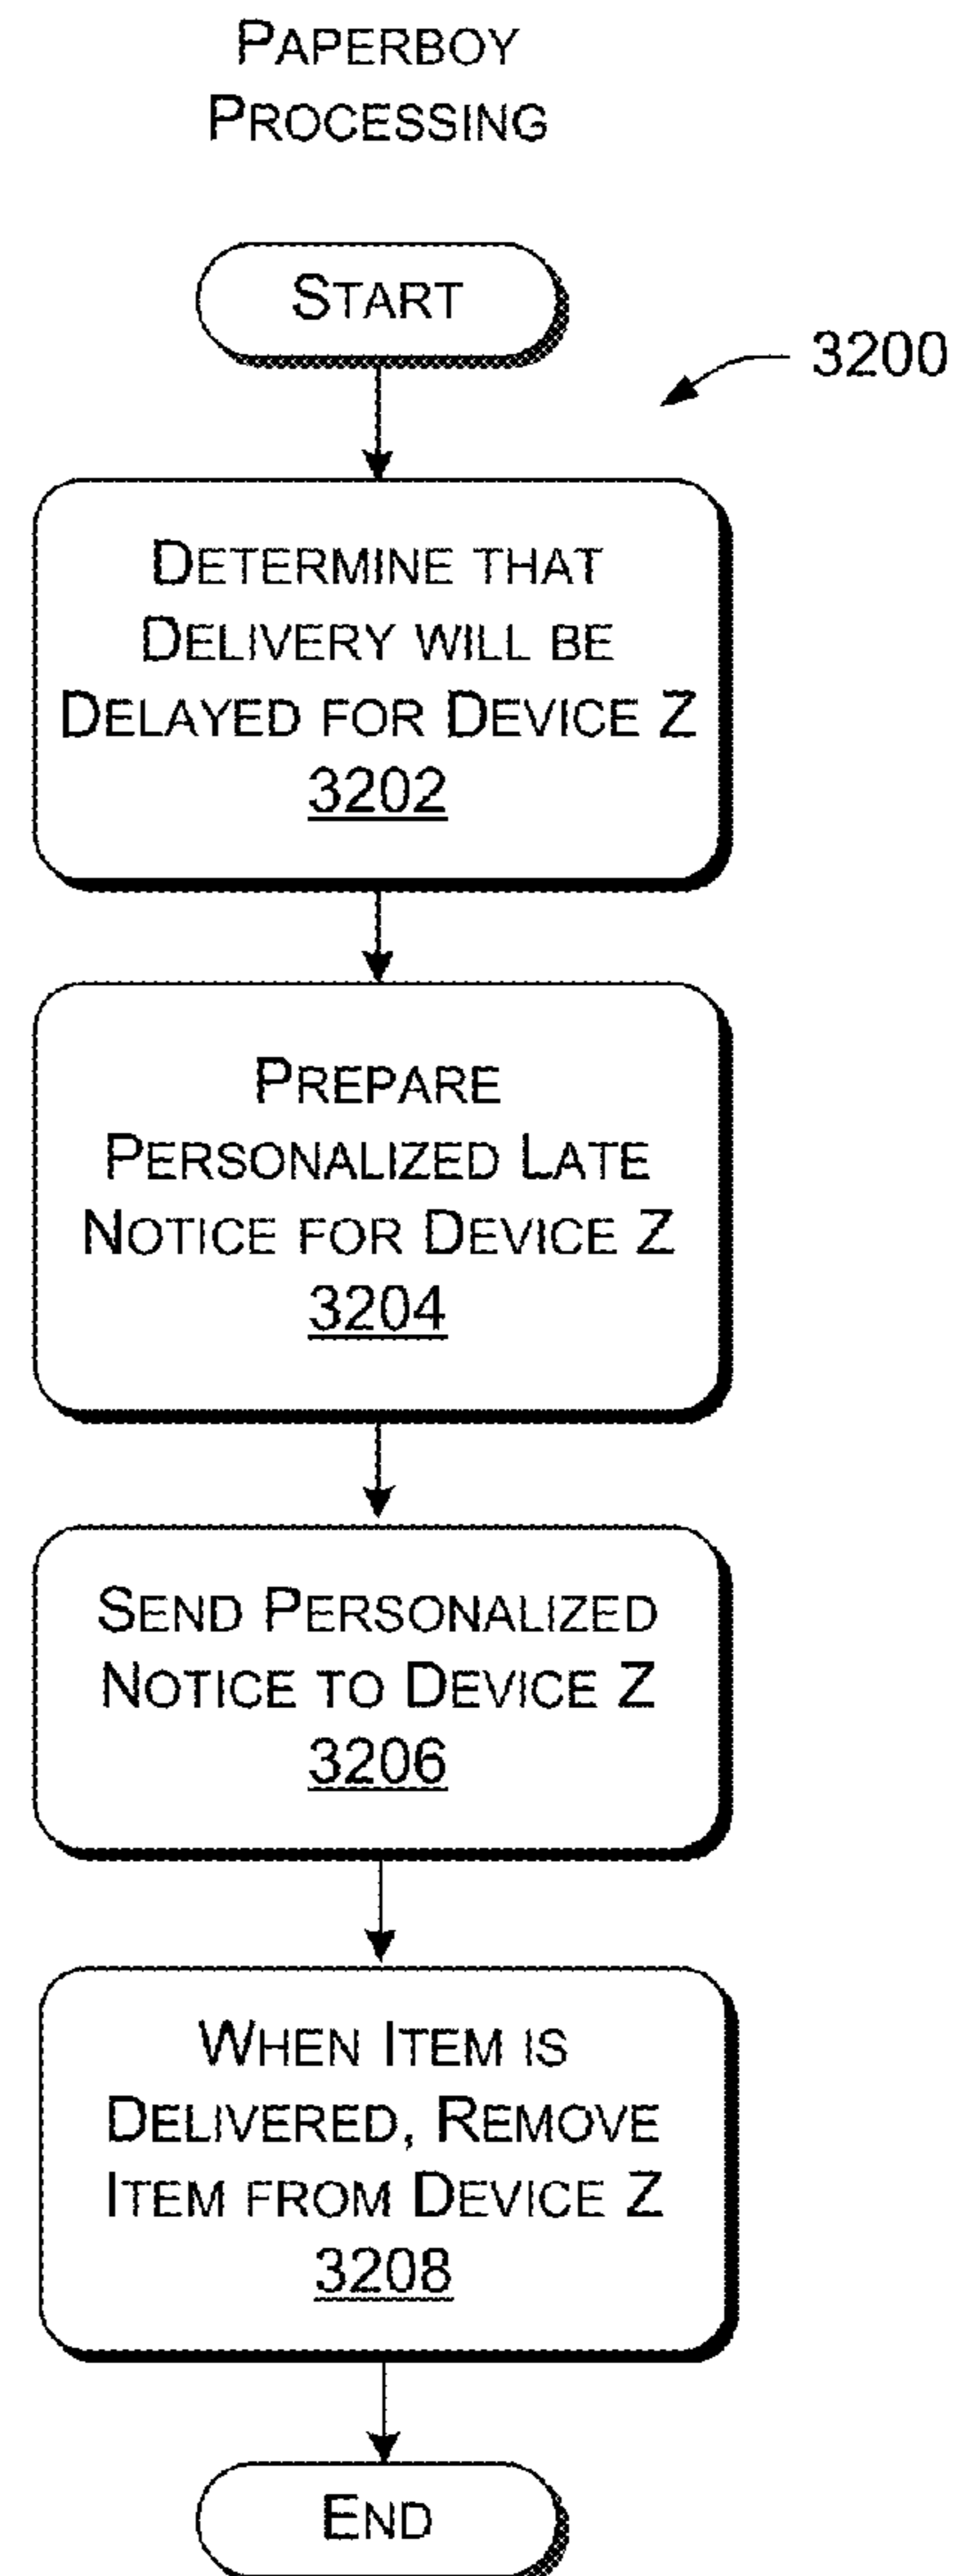 PAPERBOY
PROCESSING
START
3200
DETERMINE THAT
DELIVERY WILL BE
DELAYED FOR DEVICE Z
3202
PREPARE
PERSONALIZED LATE
NOTICE FOR DEVICE Z
3204
SEND PERSONALIZED
NOTICE TO DEVICE Z
3206
WHEN ITEM IS
DELIVERED, REMOVE
ITEM FROM DEVICE Z
3208
END